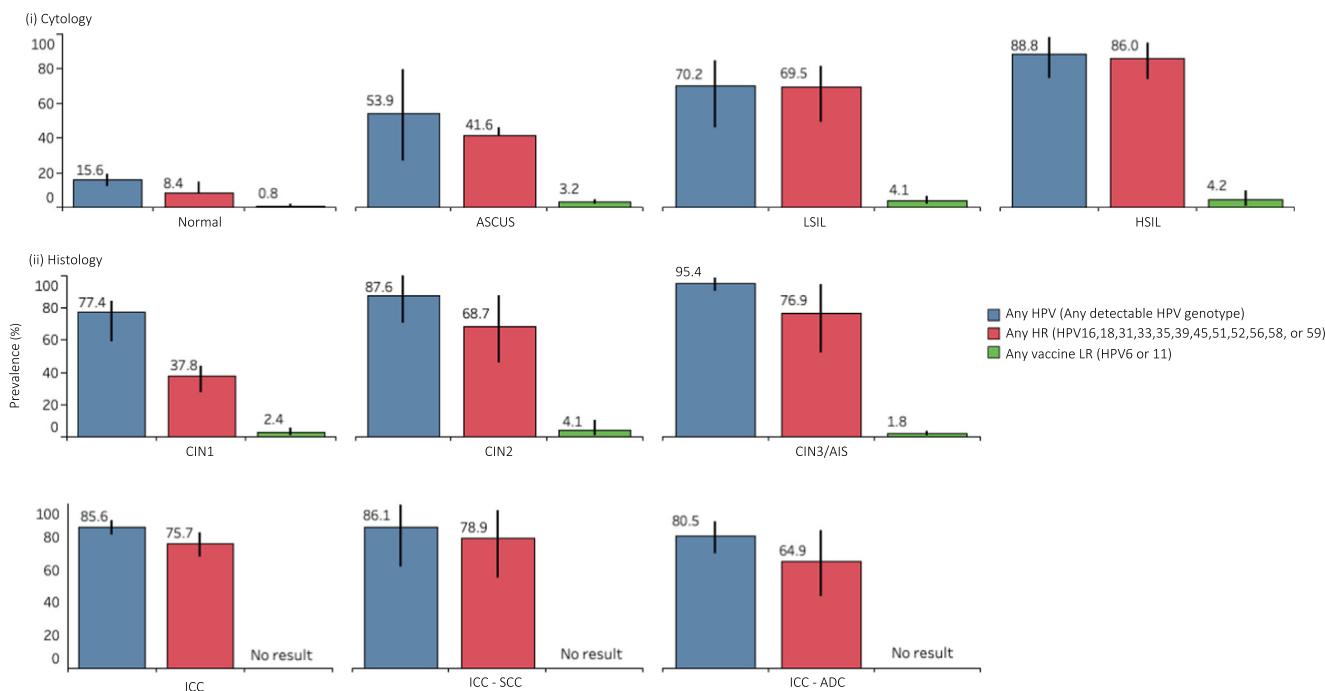 (i) Cytology
100
80
60
40
20
0
15.6
8.4
0.8
Normal
53.9
41.6
3.2
ASCUS
70.2
69.5
4.1
LSIL
88.8
86.0
4.2
HSIL
(ii) Histology
Prevalence (%)
100
80
60
40
20
0
77.4
37.8
2.4
CIN1
87.6
68.7
4.1
CIN2
95.4
76.9
1.8
CIN3/AIS
Any HPV (Any detectable HPV genotype)
Any HR (HPV16,18,31,33,35,39,45,51,52,56,58, or 59)
Any vaccine LR (HPV6 or 11)
100
80
60
40
20
0
85.6
75.7
No result
ICC
86.1
78.9
No result
ICC - SCC
80.5
64.9
No result
ICC - ADC